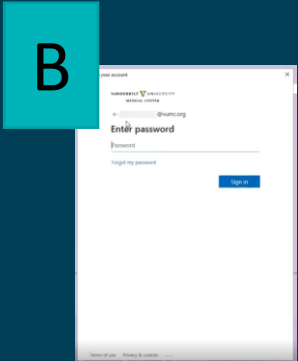 B
your account
VANDERBILT UNIVERSITY
MEDICAL CENTER
@vumc.org
Enter password
Password
Forgot my password
Sign in
Terms of use Privacy & cookies ...